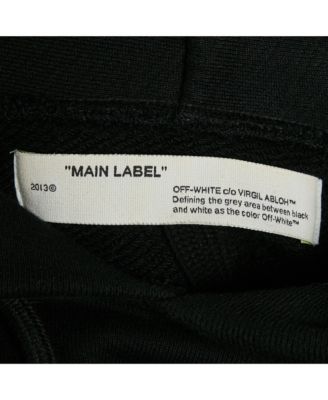 "MAIN LABEL"
2013©
OFF-WHITE c/o VIRGIL ABLOH™
Defining the grey area between black
and white as the color Off-White™